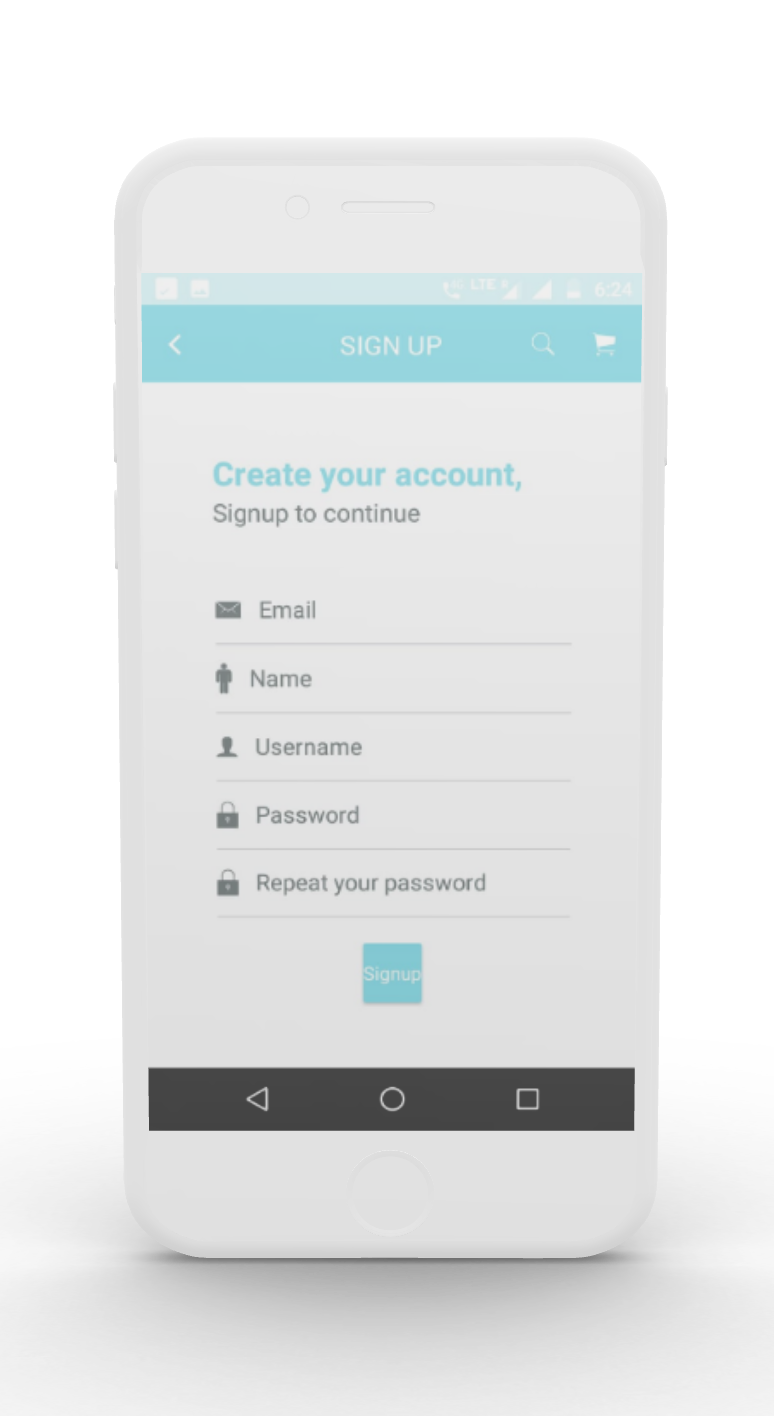 4G LTE R 6:24
SIGN UP
Create your account,
Signup to continue
Email
Name
Username
Password
Repeat your password
Signup